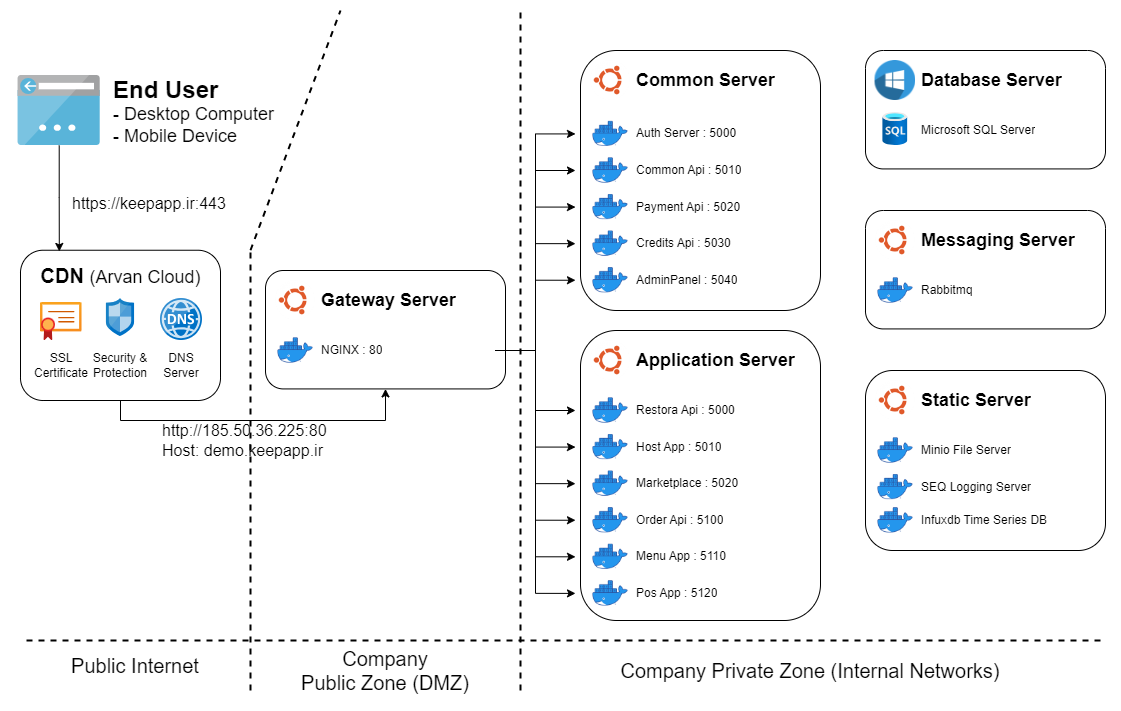 End User
- Desktop Computer
- Mobile Device
https://keepapp.ir:443
CDN (Arvan Cloud)
SSL
Certificate
Security &
Protection
DNS
DNS
Server
http://185.50.36.225:80
Host: demo.keepapp.ir
Gateway Server
NGINX : 80
Common Server
Auth Server : 5000
Common Api : 5010
Payment Api : 5020
Credits Api : 5030
AdminPanel : 5040
Application Server
Restora Api : 5000
Host App : 5010
Marketplace : 5020
Order Api : 5100
Menu App : 5110
Pos App : 5120
Database Server
SQL
Microsoft SQL Server
Messaging Server
Rabbitmq
Static Server
Minio File Server
SEQ Logging Server
Infuxdb Time Series DB
Public Internet
Company
Public Zone (DMZ)
Company Private Zone (Internal Networks)